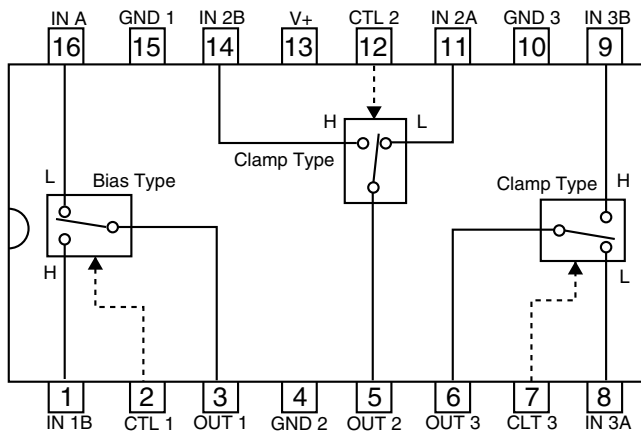 IN A GND 1 IN 2B V+ CTL 2 IN 2A GND 3 IN 3B
16 15 14 13 12 11 10 9
H L
Clamp Type
L Bias Type Clamp Type H
H L
1 2 3 4 5 6 7 8
IN 1B CTL 1 OUT 1 GND 2 OUT 2 OUT 3 CLT 3 IN 3A